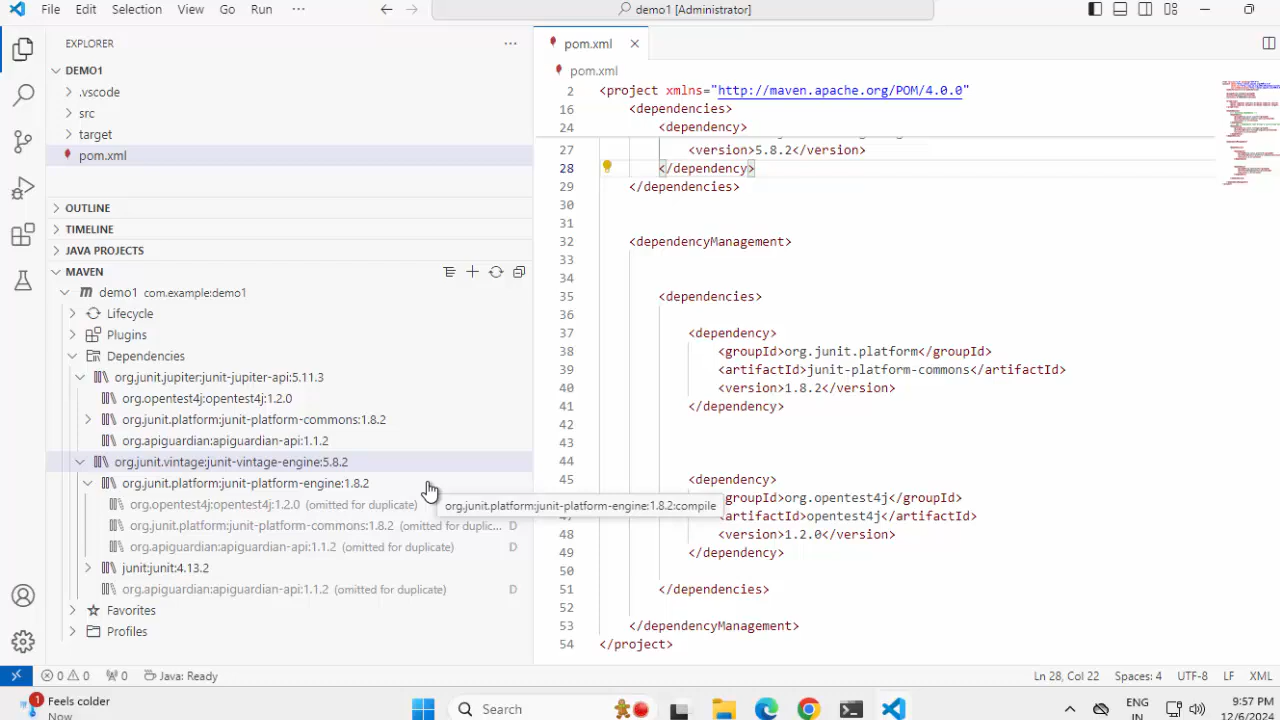 File Edit Selection View Go Run ··· demo1 [Administrator]
EXPLORER ···
DEMO1
.vscode
src
target
pom.xml
OUTLINE
TIMELINE
JAVA PROJECTS
MAVEN
demo1 com.example:demo1
Lifecycle
Plugins
Dependencies
org.junit.jupiter:junit-jupiter-api:5.11.3
org.opentest4j:opentest4j:1.2.0
org.junit.platform:junit-platform-commons:1.8.2
org.apiguardian:apiguardian-api:1.1.2
org.junit.vintage:junit-vintage-engine:5.8.2
org.junit.platform:junit-platform-engine:1.8.2
org.opentest4j:opentest4j:1.2.0 (omitted for duplicate)
org.junit.platform:junit-platform-commons:1.8.2 (omitted for duplic... D
org.apiguardian:apiguardian-api:1.1.2 (omitted for duplicate) D
junit:junit:4.13.2
org.apiguardian:apiguardian-api:1.1.2 (omitted for duplicate) D
Favorites
Profiles
pom.xml
pom.xml
2 <project xmlns="http://maven.apache.org/POM/4.0.0"
16 <dependencies>
24 <dependency>
27 <version>5.8.2</version>
28 </dependency>
29 </dependencies>
30
31
32 <dependencyManagement>
33
34
35 <dependencies>
36
37 <dependency>
38 <groupId>org.junit.platform</groupId>
39 <artifactId>junit-platform-commons</artifactId>
40 <version>1.8.2</version>
41 </dependency>
42
43
44
45 <dependency>
groupId>org.opentest4j</groupId>
org.junit.platform:junit-platform-engine:1.8.2:compile
artifactId>opentest4j</artifactId>
48 <version>1.2.0</version>
49 </dependency>
50
51 </dependencies>
52
53 </dependencyManagement>
54 </project>
0 0 0 Java: Ready Ln 28, Col 22 Spaces: 4 UTF-8 LF XML
1 Feels colder
Now
Search
ENG
IN
9:57 PM
12/6/2024